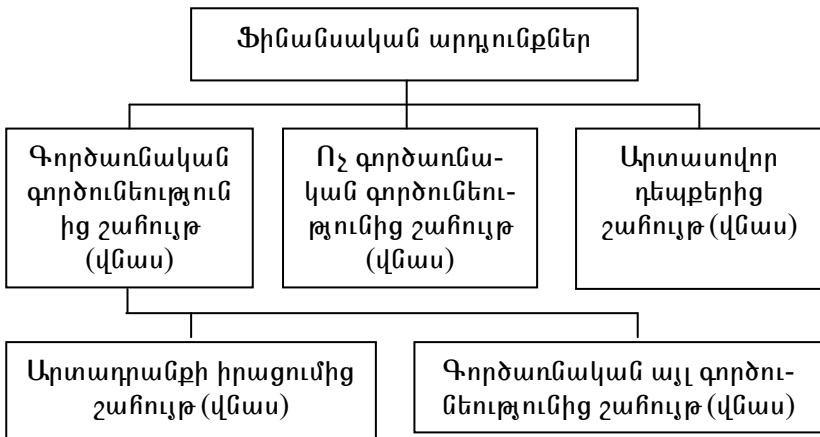 Ֆինանսական արդյունքներ
Գործառնական
գործունեություն
ից շահույթ
(վնաս)
Ոչ գործառնա-
կան գործունեու-
թյունից շահույթ
(վնաս)
Արտասովոր
դեպքերից
շահույթ (վնաս)
Արտադրանքի իրացումից
շահույթ (վնաս)
Գործառնական այլ գործու-
նեությունից շահույթ (վնաս)